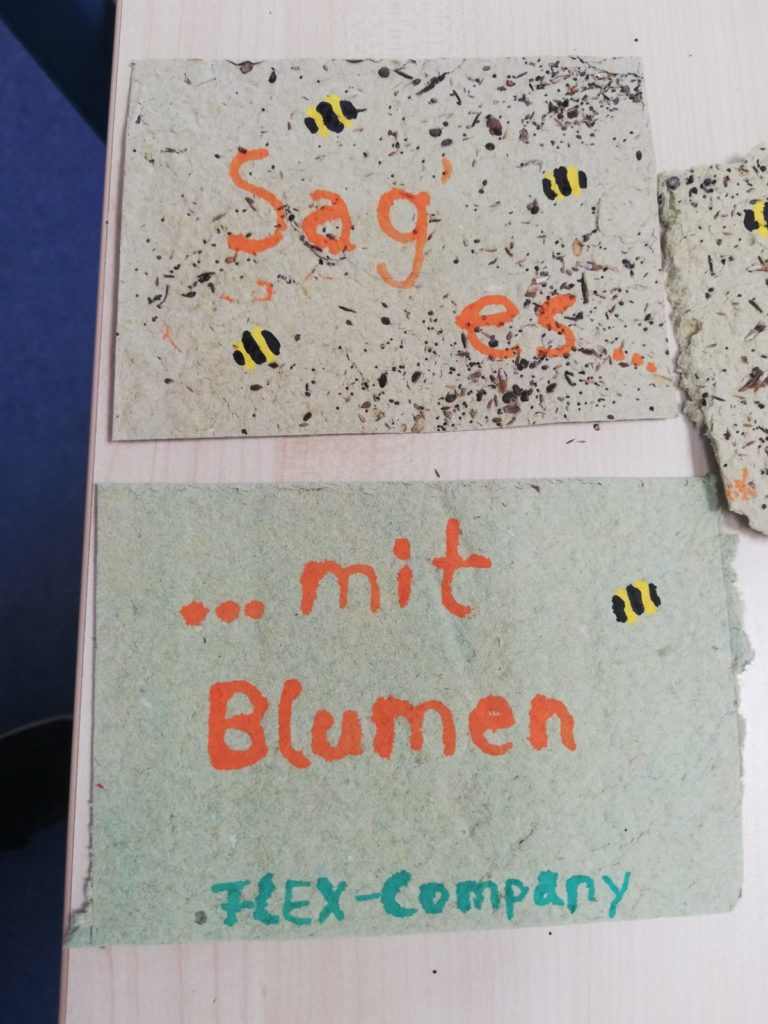 Sag'
es...
...mit
Blumen
FLEX-Company